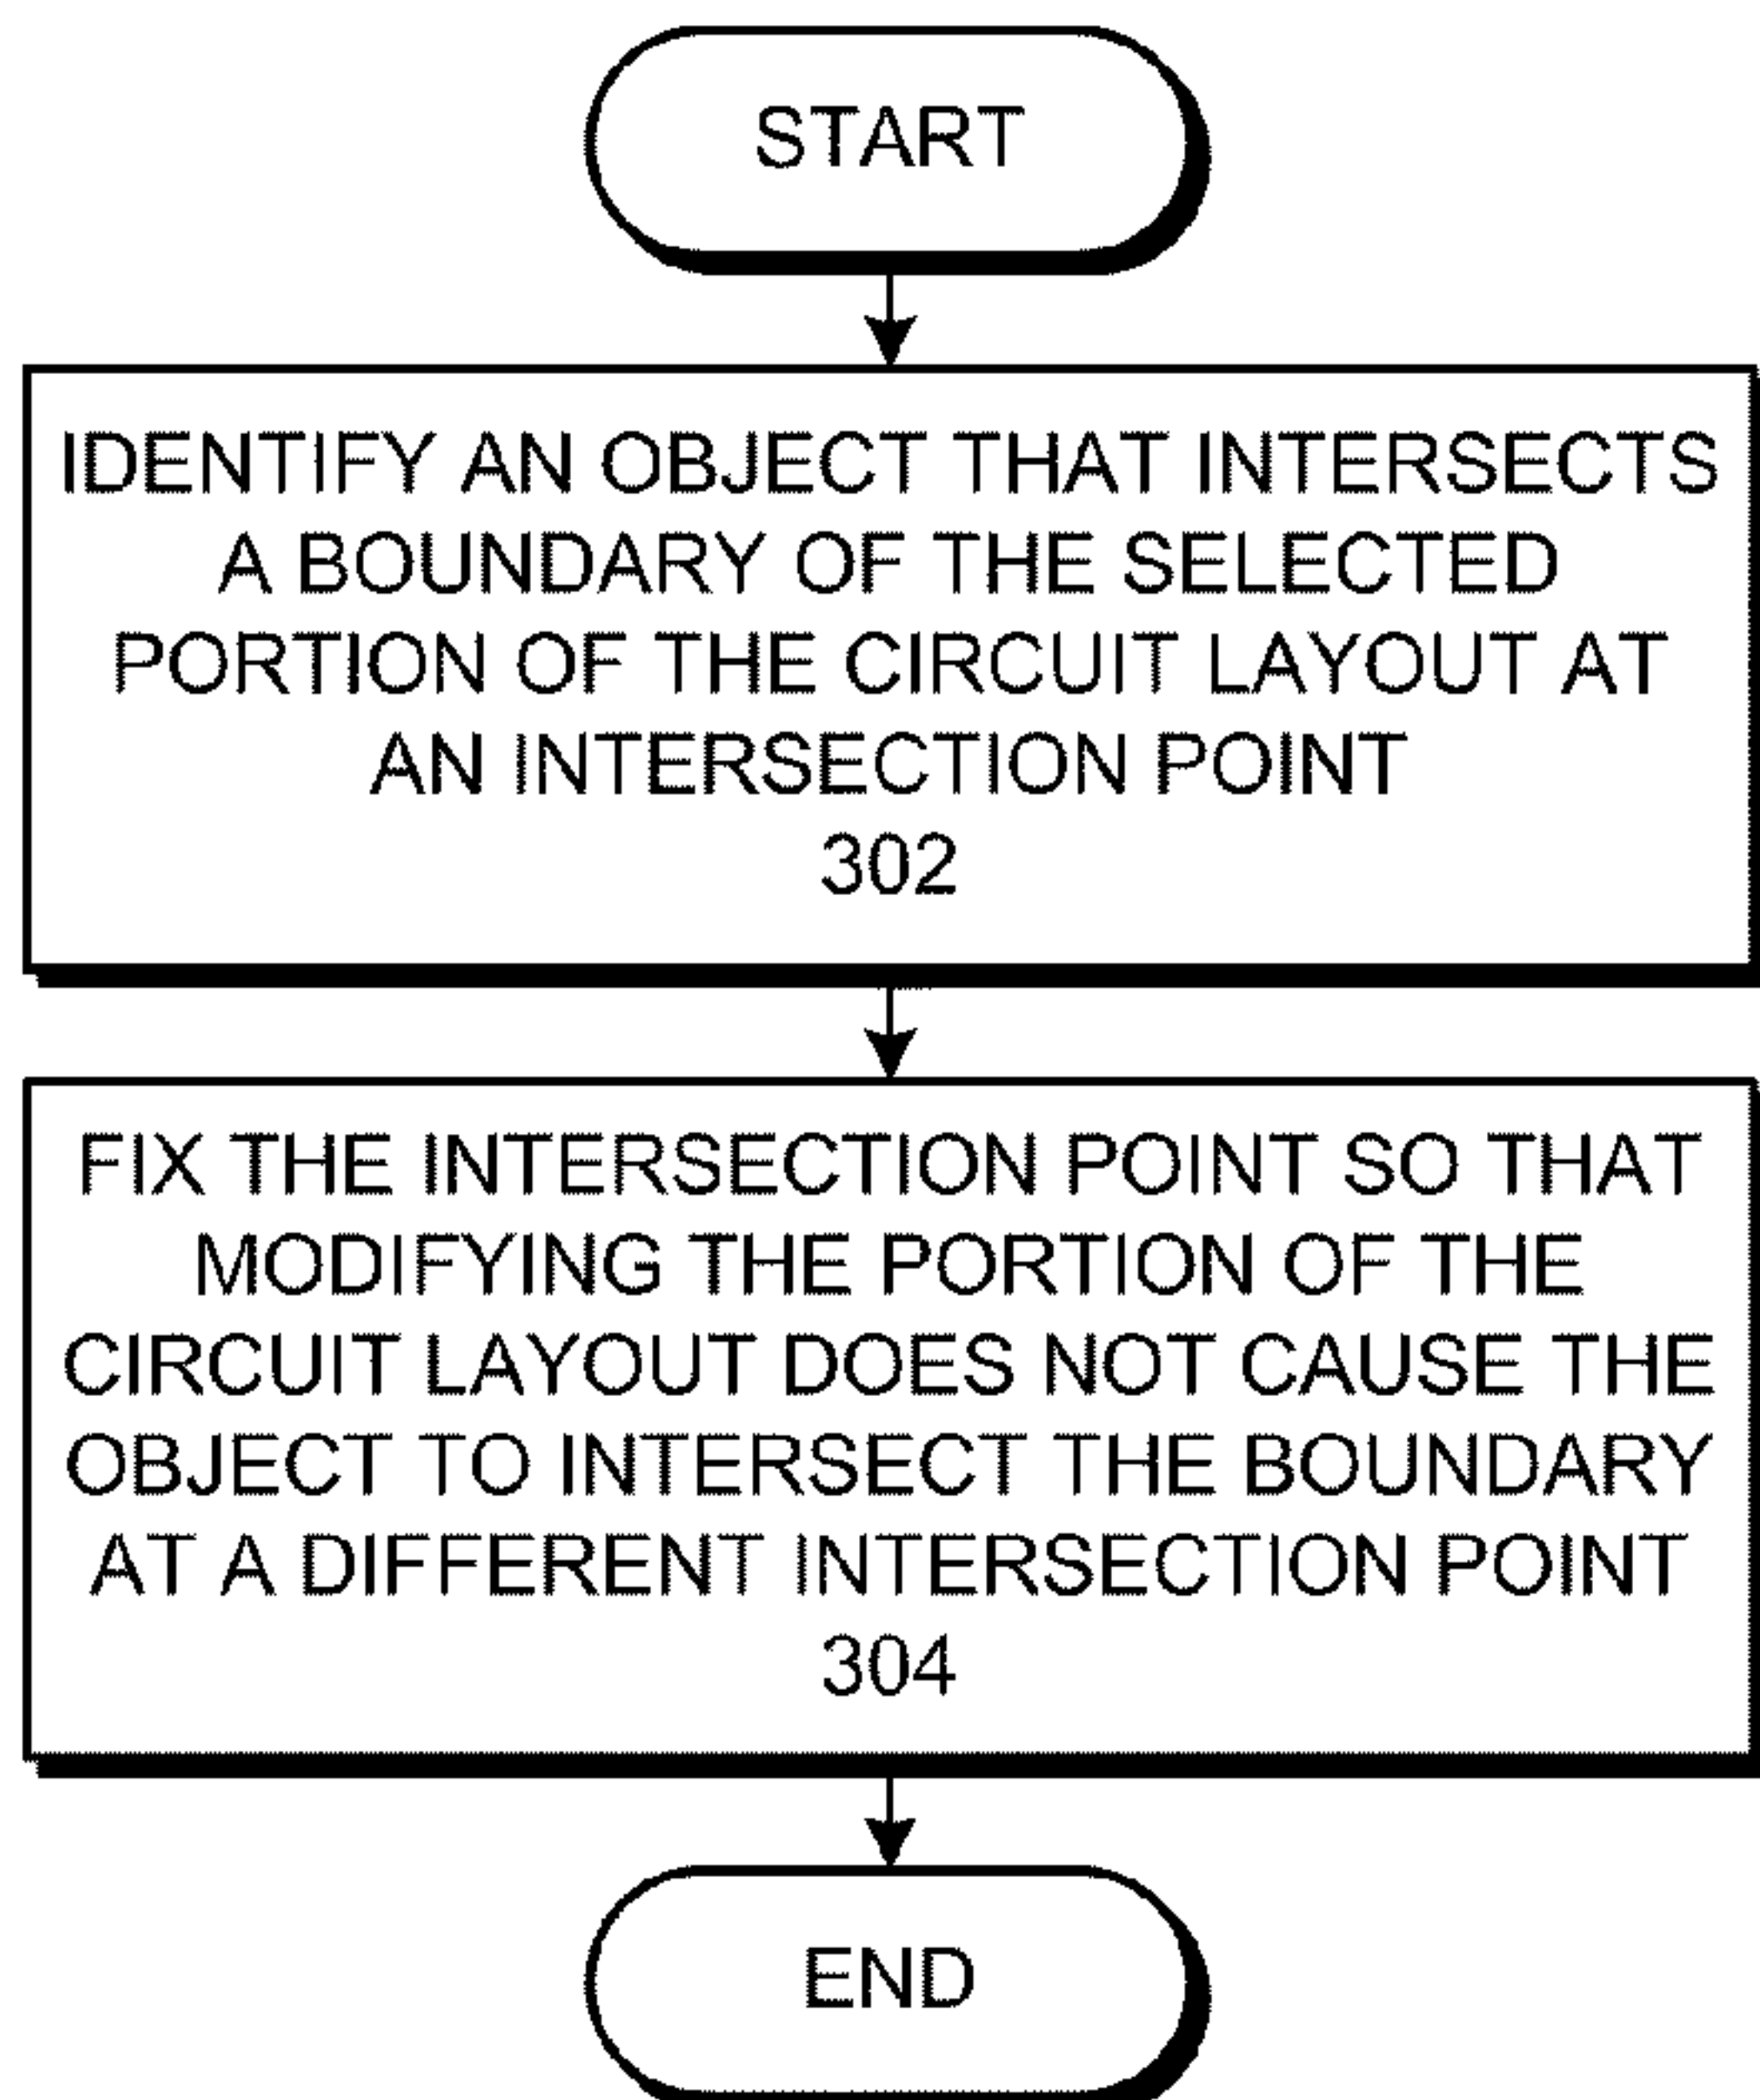 START
IDENTIFY AN OBJECT THAT INTERSECTS
A BOUNDARY OF THE SELECTED
PORTION OF THE CIRCUIT LAYOUT AT
AN INTERSECTION POINT
302
FIX THE INTERSECTION POINT SO THAT
MODIFYING THE PORTION OF THE
CIRCUIT LAYOUT DOES NOT CAUSE THE
OBJECT TO INTERSECT THE BOUNDARY
AT A DIFFERENT INTERSECTION POINT
304
END